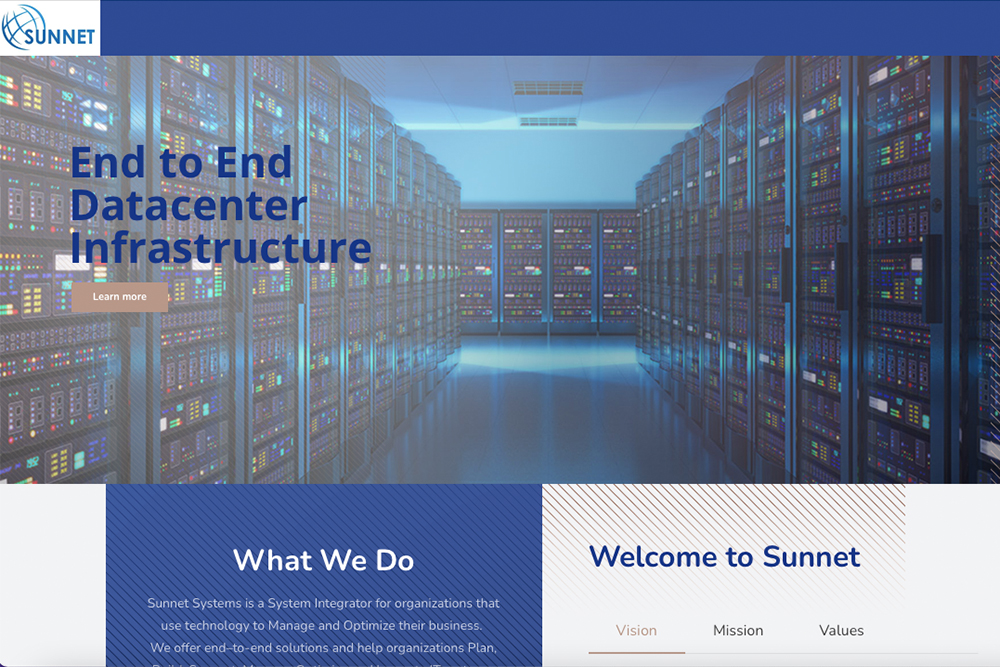 SUNNET
End to End
Datacenter
Infrastructure
Learn more
What We Do
Sunnet Systems is a System Integrator for organizations that
use technology to Manage and Optimize their business.
We offer end–to-end solutions and help organizations Plan,
Welcome to Sunnet
Vision
Mission
Values